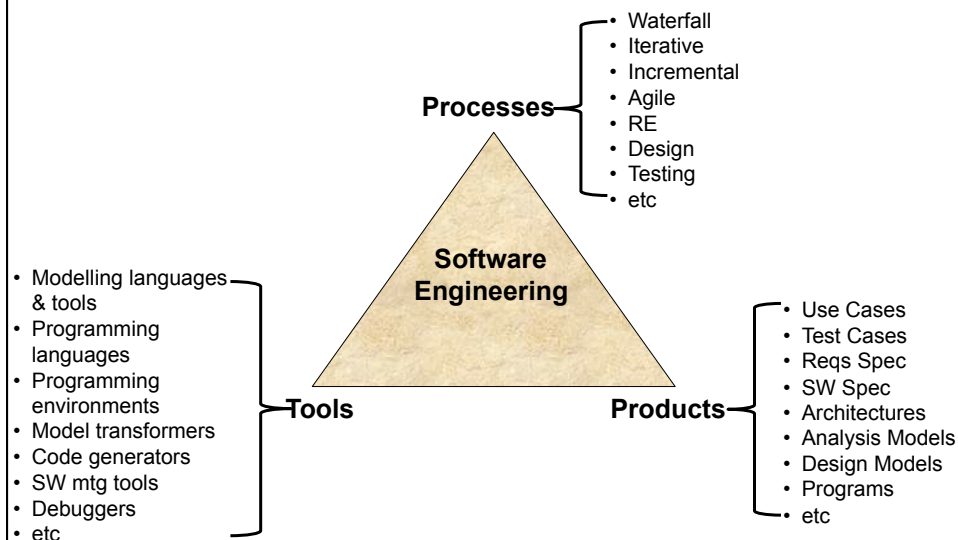 Processes
• Waterfall
• Iterative
• Incremental
• Agile
• RE
• Design
• Testing
• etc
Software
Engineering
• Modelling languages
& tools
• Programming
languages
• Programming
environments
• Model transformers
• Code generators
• SW mtg tools
• Debuggers
• etc
Tools
Products
• Use Cases
• Test Cases
• Reqs Spec
• SW Spec
• Architectures
• Analysis Models
• Design Models
• Programs
• etc